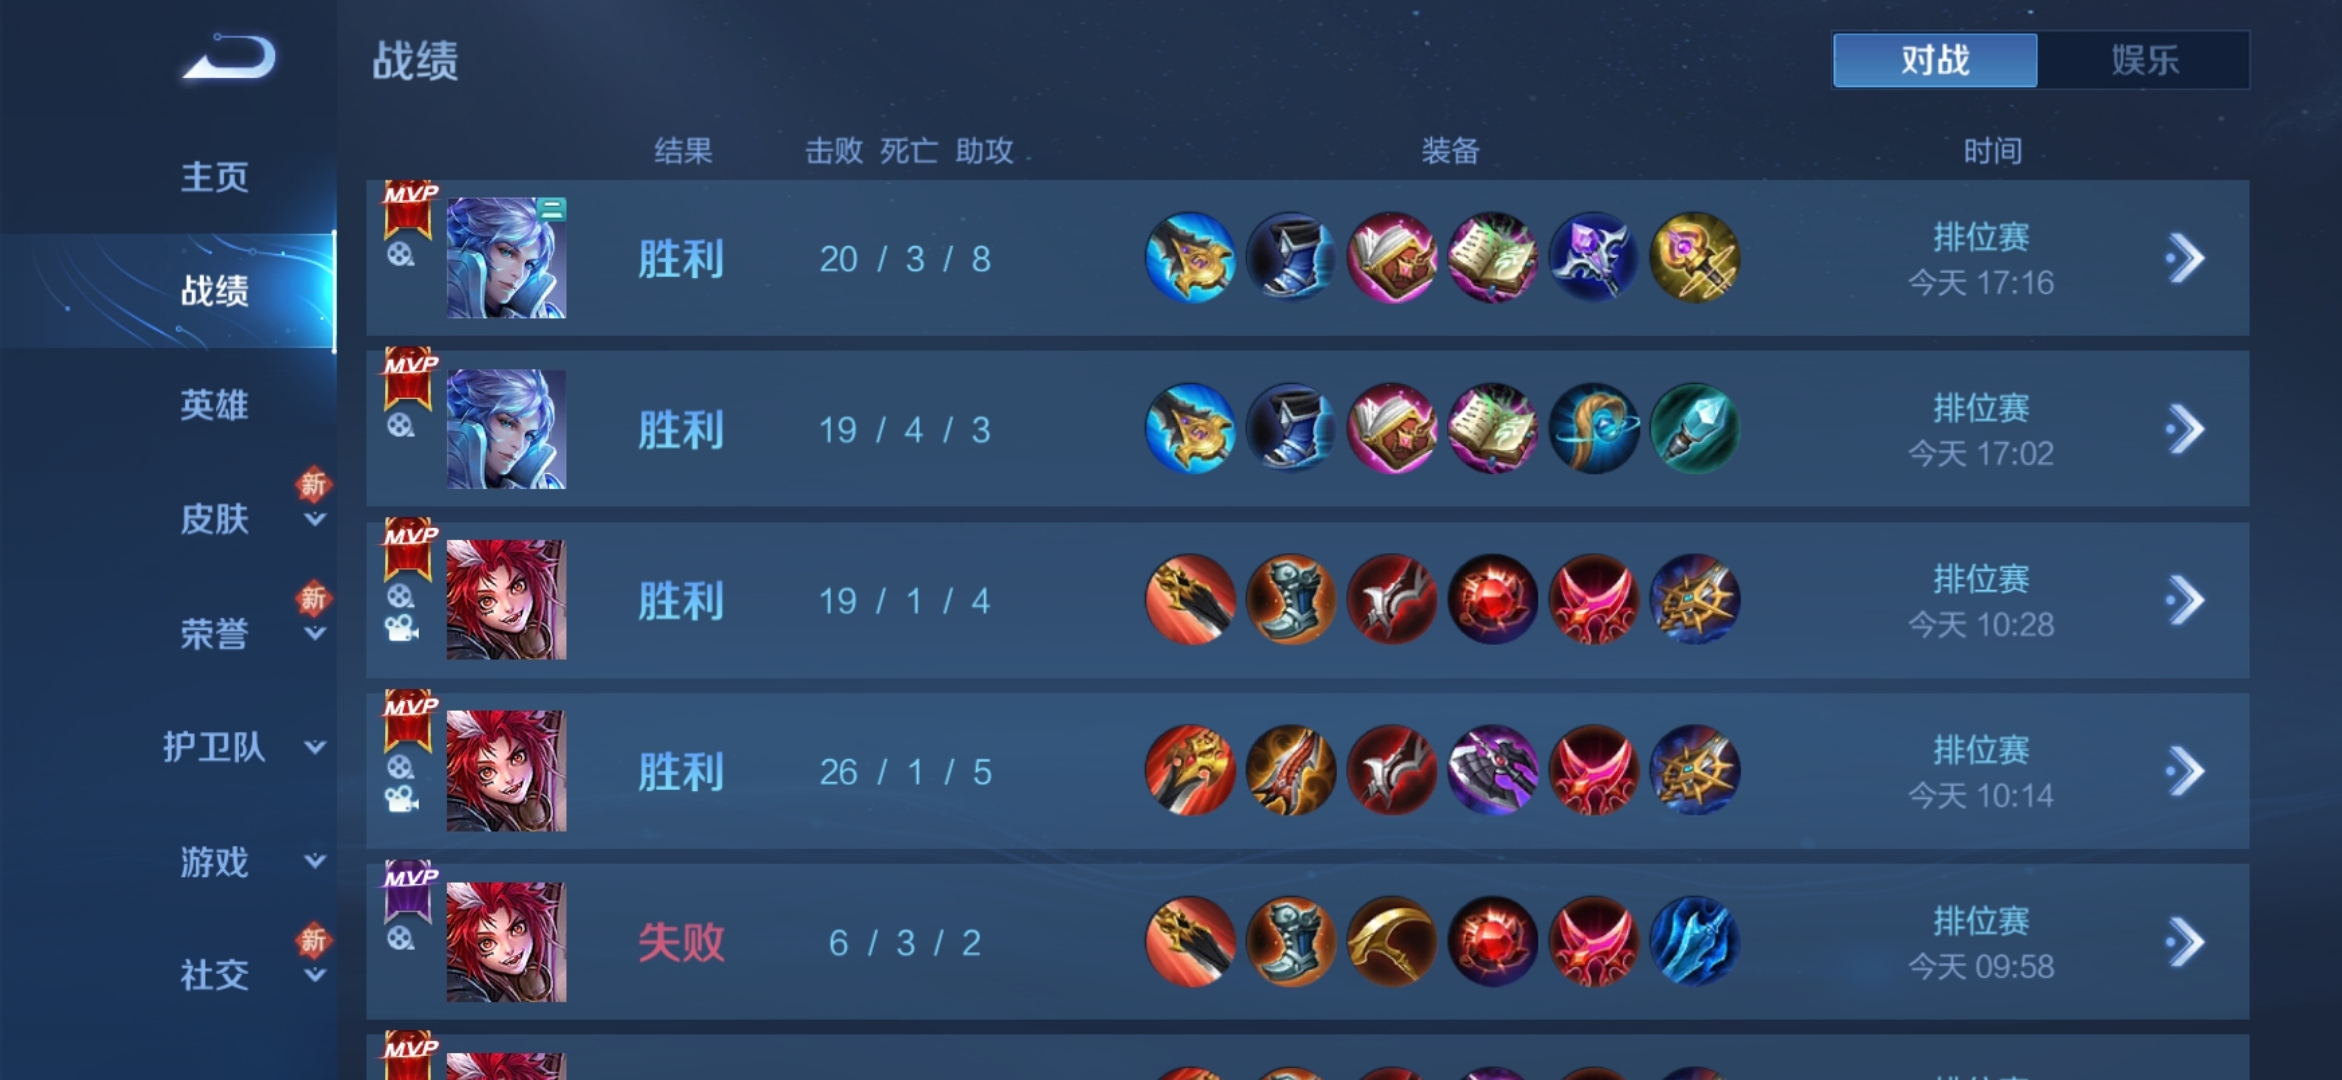 战绩
对战
娱乐
主页
战绩
英雄
皮肤
新
荣誉
新
护卫队
游戏
社交
新
结果
击败 死亡 助攻
装备
时间
MVP
二
胜利
20 / 3 / 8
排位赛
今天 17:16
MVP
胜利
19 / 4 / 3
排位赛
今天 17:02
MVP
胜利
19 / 1 / 4
排位赛
今天 10:28
MVP
胜利
26 / 1 / 5
排位赛
今天 10:14
MVP
失败
6 / 3 / 2
排位赛
今天 09:58
MVP